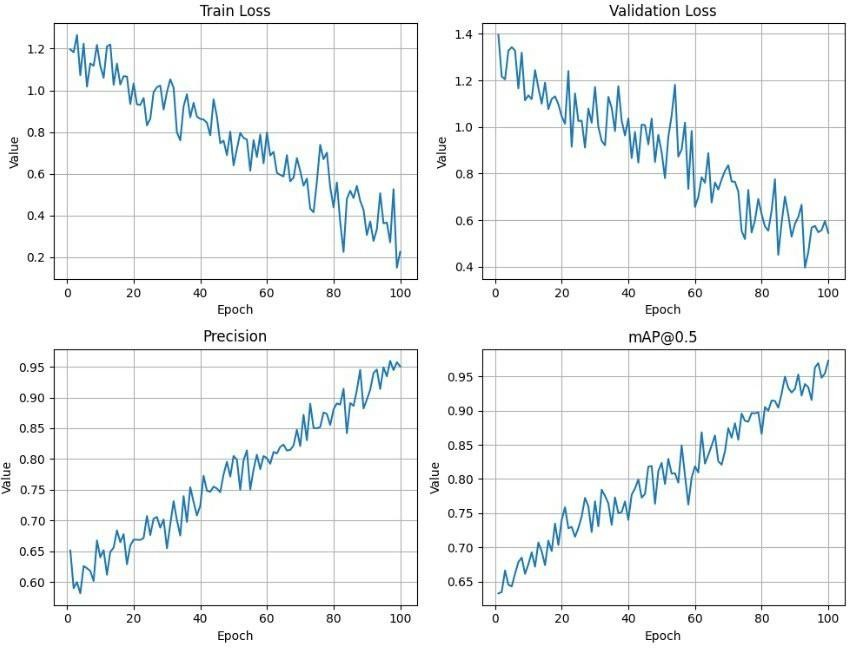 Train Loss
Value
1.2
1.0
0.8
0.6
0.4
0.2
0 20 40 60 80 100
Epoch
Validation Loss
Value
1.4
1.2
1.0
0.8
0.6
0.4
0 20 40 60 80 100
Epoch
Precision
Value
0.95
0.90
0.85
0.80
0.75
0.70
0.65
0.60
0 20 40 60 80 100
Epoch
mAP@0.5
Value
0.95
0.90
0.85
0.80
0.75
0.70
0.65
0 20 40 60 80 100
Epoch